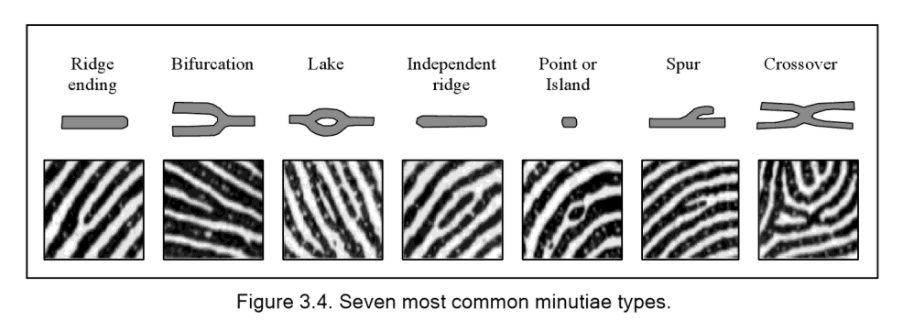 Ridge ending
Bifurcation
Lake
Independent ridge
Point or Island
Spur
Crossover
Figure 3.4. Seven most common minutiae types.